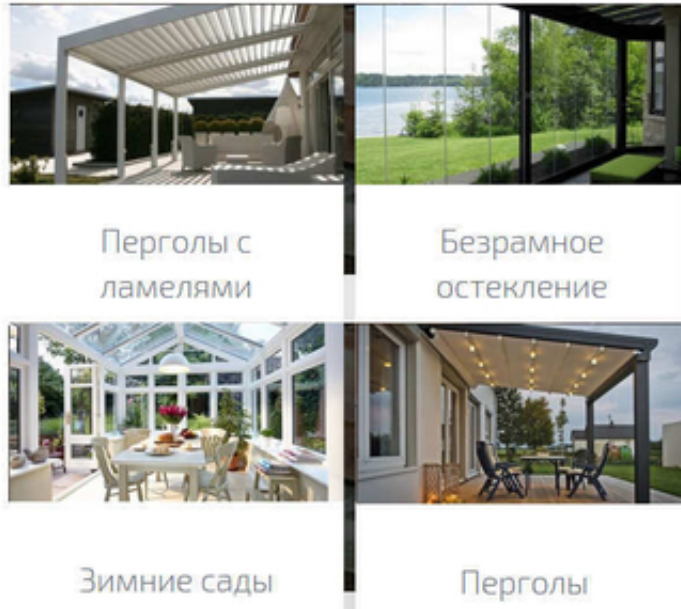 Перголы с
ламелями
Безрамное
остекление
Зимние сады
Перголы